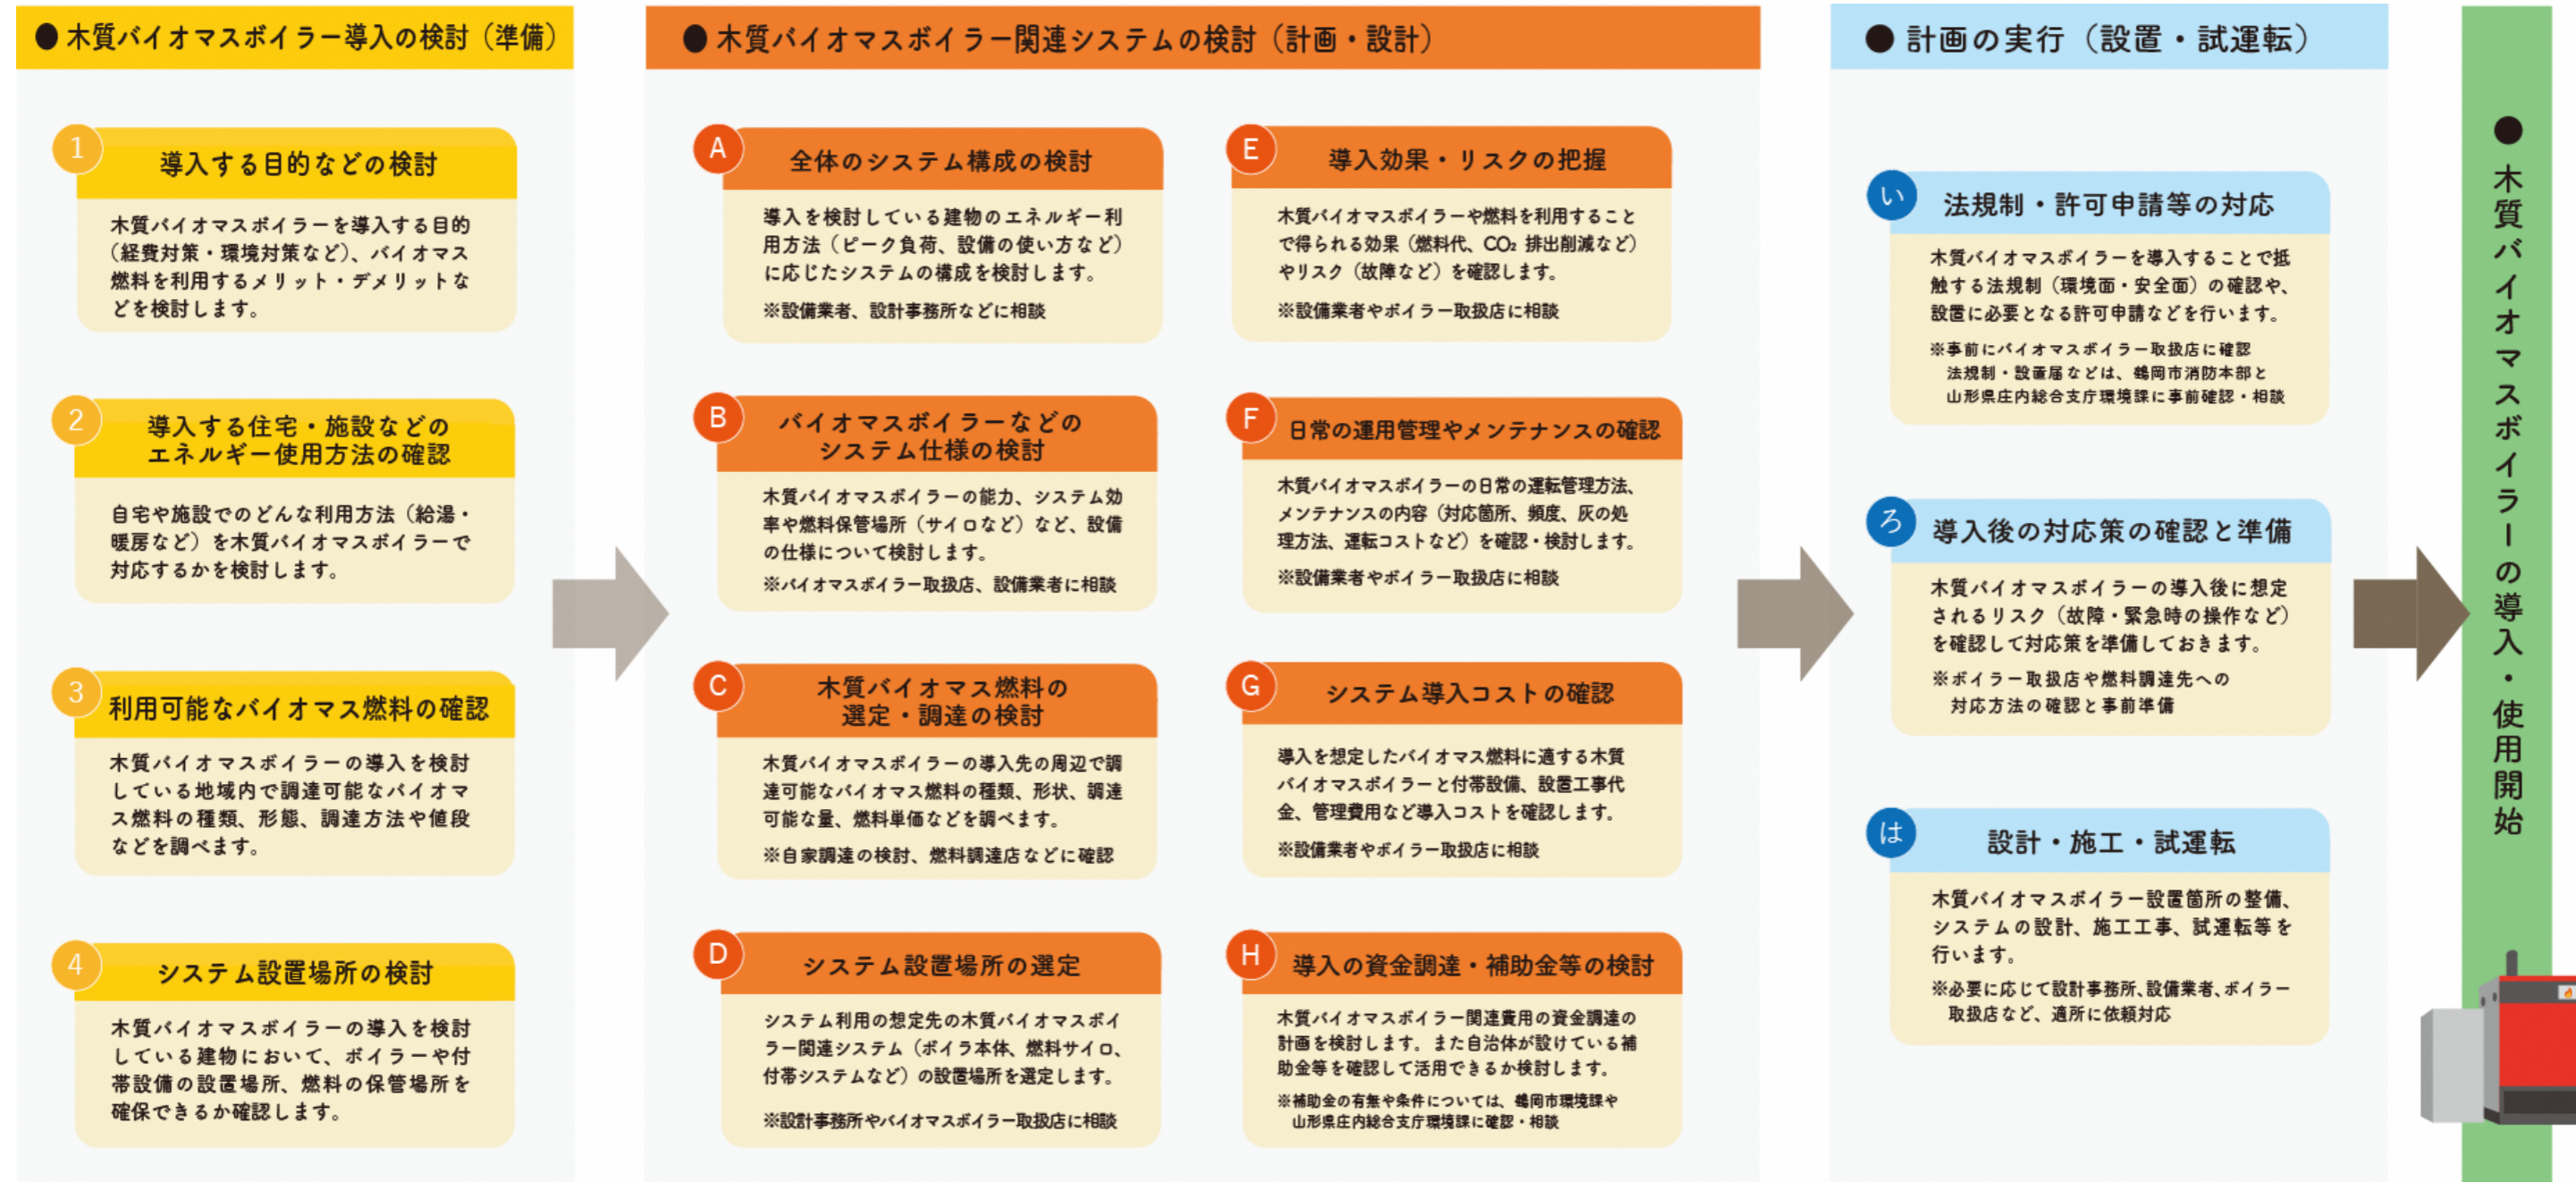 ● 木質バイオマスボイラー導入の検討（準備）
1
導入する目的などの検討
木質バイオマスボイラーを導入する目的
（経費対策・環境対策など）、バイオマス
燃料を利用するメリット・デメリットな
どを検討します。
2
導入する住宅・施設などの
エネルギー使用方法の確認
自宅や施設でのどんな利用方法（給湯・
暖房など）を木質バイオマスボイラーで
対応するかを検討します。
3
利用可能なバイオマス燃料の確認
木質バイオマスボイラーの導入を検討
している地域内で調達可能なバイオマ
ス燃料の種類、形態、調達方法や値段
などを調べます。
4
システム設置場所の検討
木質バイオマスボイラーの導入を検討
している建物において、ボイラーや付
帯設備の設置場所、燃料の保管場所を
確保できるか確認します。
● 木質バイオマスボイラー関連システムの検討（計画・設計）
A
全体のシステム構成の検討
導入を検討している建物のエネルギー利
用方法（ピーク負荷、設備の使い方など）
に応じたシステムの構成を検討します。
※設備業者、設計事務所などに相談
B
バイオマスボイラーなどの
システム仕様の検討
木質バイオマスボイラーの能力、システム効
率や燃料保管場所（サイロなど）など、設備
の仕様について検討します。
※バイオマスボイラー取扱店、設備業者に相談
C
木質バイオマス燃料の
選定・調達の検討
木質バイオマスボイラーの導入先の周辺で調
達可能なバイオマス燃料の種類、形状、調達
可能な量、燃料単価などを調べます。
※自家調達の検討、燃料調達店などに確認
D
システム設置場所の選定
システム利用の想定先の木質バイオマスボイ
ラー関連システム（ボイラ本体、燃料サイロ、
付帯システムなど）の設置場所を選定します。
※設計事務所やバイオマスボイラー取扱店に相談
E
導入効果・リスクの把握
木質バイオマスボイラーや燃料を利用すること
で得られる効果（燃料代、CO₂ 排出削減など）
やリスク（故障など）を確認します。
※設備業者やボイラー取扱店に相談
F
日常の運用管理やメンテナンスの確認
木質バイオマスボイラーの日常の運転管理方法、
メンテナンスの内容（対応箇所、頻度、灰の処
理方法、運転コストなど）を確認・検討します。
※設備業者やボイラー取扱店に相談
G
システム導入コストの確認
導入を想定したバイオマス燃料に適する木質
バイオマスボイラーと付帯設備、設置工事代
金、管理費用など導入コストを確認します。
※設備業者やボイラー取扱店に相談
H
導入の資金調達・補助金等の検討
木質バイオマスボイラー関連費用の資金調達の
計画を検討します。また自治体が設けている補
助金等を確認して活用できるか検討します。
※補助金の有無や条件については、鶴岡市環境課や
山形県庄内総合支庁環境課に確認・相談
● 計画の実行（設置・試運転）
い
法規制・許可申請等の対応
木質バイオマスボイラーを導入することで抵
触する法規制（環境面・安全面）の確認や、
設置に必要となる許可申請などを行います。
※事前にバイオマスボイラー取扱店に確認
法規制・設置届などは、鶴岡市消防本部と
山形県庄内総合支庁環境課に事前確認・相談
ろ
導入後の対応策の確認と準備
木質バイオマスボイラーの導入後に想定
されるリスク（故障・緊急時の操作など）
を確認して対応策を準備しておきます。
※ボイラー取扱店や燃料調達先への
対応方法の確認と事前準備
は
設計・施工・試運転
木質バイオマスボイラー設置箇所の整備、
システムの設計、施工工事、試運転等を
行います。
※必要に応じて設計事務所、設備業者、ボイラー
取扱店など、適所に依頼対応
● 木質バイオマスボイラーの導入・使用開始